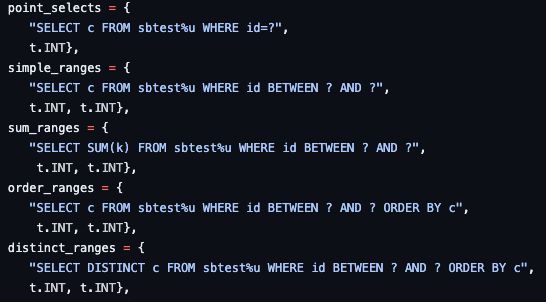 point_selects = {
"SELECT c FROM sbtest%u WHERE id=?",
t.INT},
simple_ranges = {
"SELECT c FROM sbtest%u WHERE id BETWEEN ? AND ?",
t.INT, t.INT},
sum_ranges = {
"SELECT SUM(k) FROM sbtest%u WHERE id BETWEEN ? AND ?",
t.INT, t.INT},
order_ranges = {
"SELECT c FROM sbtest%u WHERE id BETWEEN ? AND ? ORDER BY c",
t.INT, t.INT},
distinct_ranges = {
"SELECT DISTINCT c FROM sbtest%u WHERE id BETWEEN ? AND ? ORDER BY c",
t.INT, t.INT},